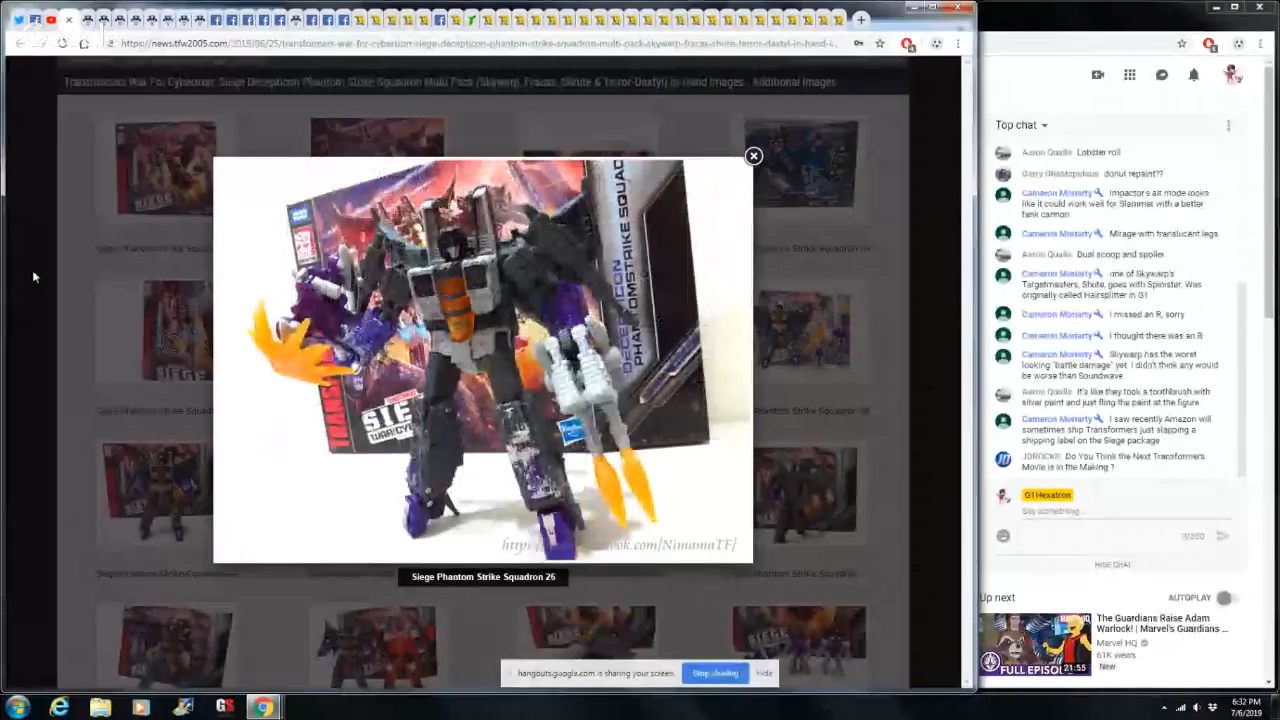 https://news.tfw2005.com/2019/06/25/transformers-war-for-cybertron-siege-decepticon-phantom-strike-squadron-multi-pack-skywarp-fracas-shute-terror-daxtyl-in-hand-i...
Transformers War For Cybertron: Siege Decepticon Phantom Strike Squadron Multi Pack (Skywarp, Fracas, Shrute & Terror-Daxtyl) In-Hand Images - Additional Images
SIEGE
WAR CYBE
Hasbro
SIEGE
Siege Phantom Strike Squadron 26
hangouts.google.com is sharing your screen.
Stop sharing
Hide
Top chat
Aaron Qualls Lobster roll
donut repaint??
Cameron Moriarty Impactor's alt mode looks
like it could work well for Slammer with a better
tank cannon
Cameron Moriarty Mirage with translucent legs
Aaron Qualls Dual scoop and spoiler
Cameron Moriarty one of Skywarp's
Targetmasters, Shute, goes with Spinister. Was
originally called Hairsplitter in G1
Cameron Moriarty I missed an R, sorry
Cameron Moriarty i thought there was an R
Cameron Moriarty Skywarp has the worst
looking "battle damage" yet. I didn't think any would
be worse than Soundwave
Aaron Qualls It's like they took a toothbrush with
silver paint and just fling the paint at the figure
Cameron Moriarty I saw recently Amazon will
sometimes ship Transformers just slapping a
shipping label on the Siege package
JDROCKS Do You Think the Next Transformers
Movie is in the Making ?
G1Hexatron
Say something...
0/200
HIDE CHAT
Up next
AUTOPLAY
The Guardians Raise Adam
Warlock! | Marvel's Guardians ...
Marvel HQ
61K views
New
FULL EPISO
21:55
6:32 PM
7/6/2019